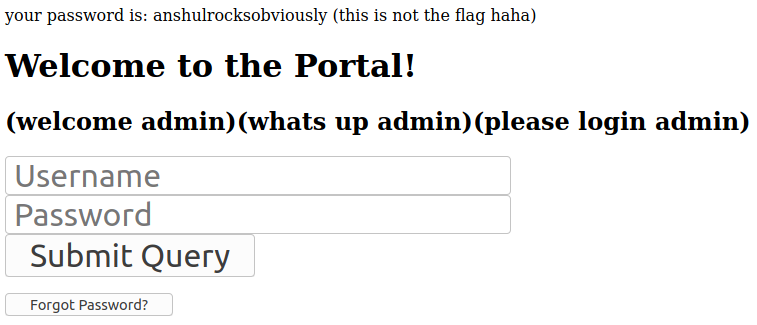 your password is: anshulrocksobviously (this is not the flag haha)
Welcome to the Portal!
(welcome admin)(whats up admin)(please login admin)
Username
Password
Submit Query
Forgot Password?